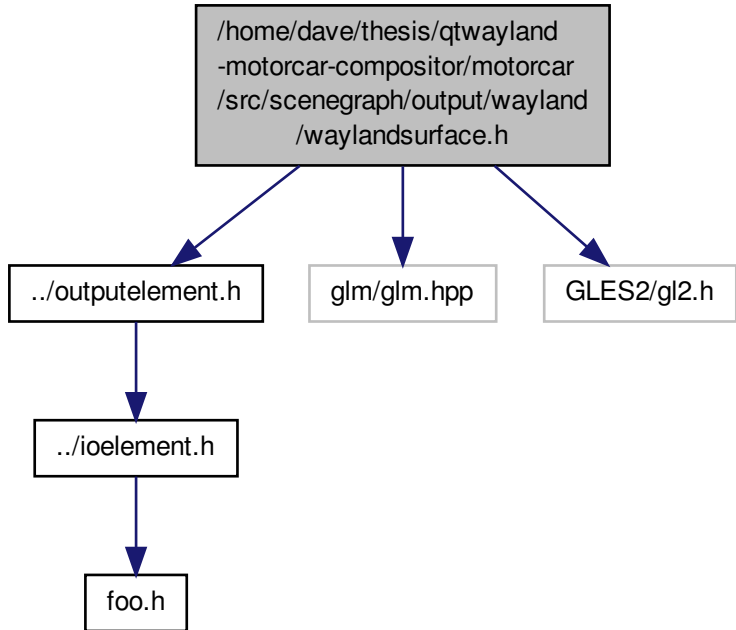 /home/dave/thesis/qtwayland
-motorcar-compositor/motorcar
/src/scenegraph/output/wayland
/waylandsurface.h
../outputelement.h
glm/glm.hpp
GLES2/gl2.h
../ioelement.h
foo.h